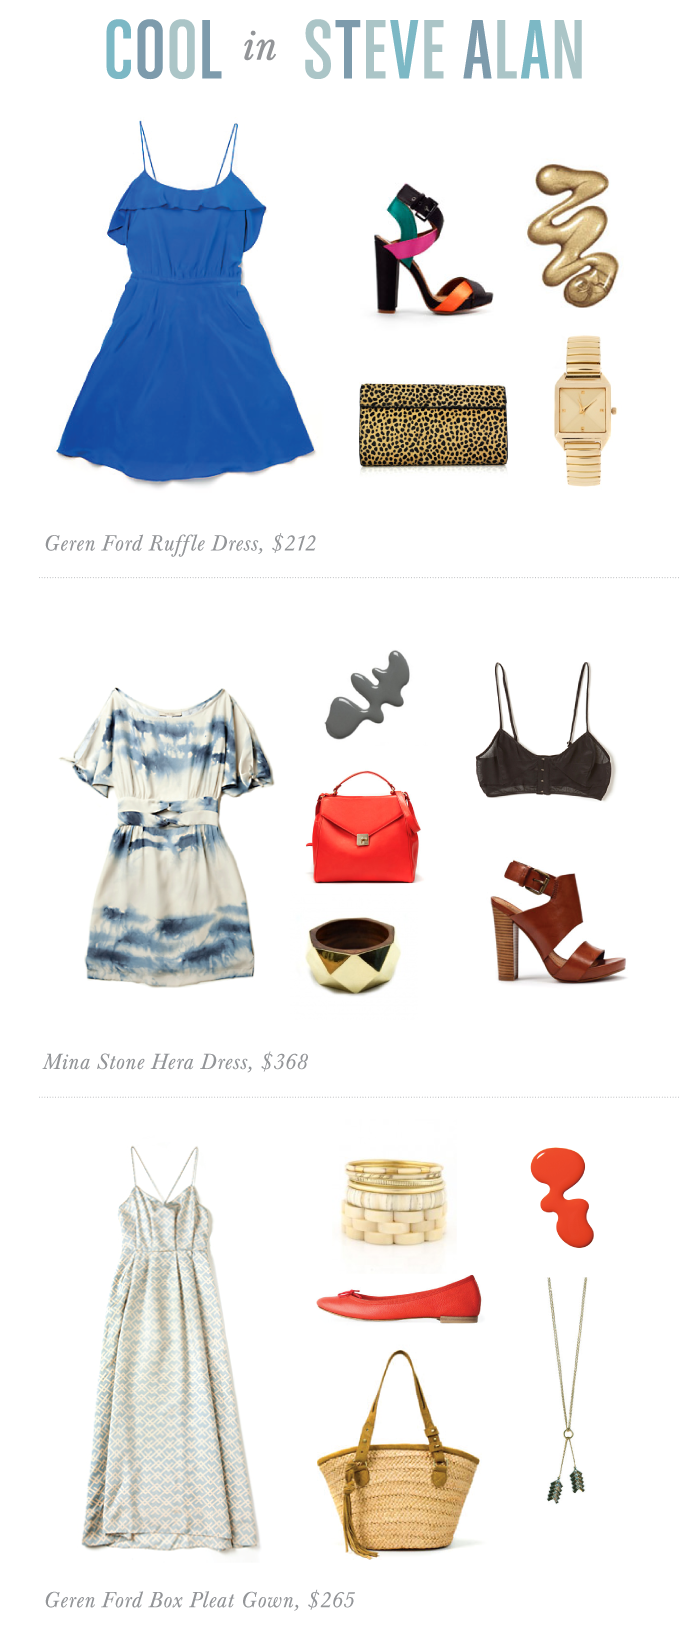 COOL in STEVE ALAN
Geren Ford Ruffle Dress, $212
Mina Stone Hera Dress, $368
Geren Ford Box Pleat Gown, $265